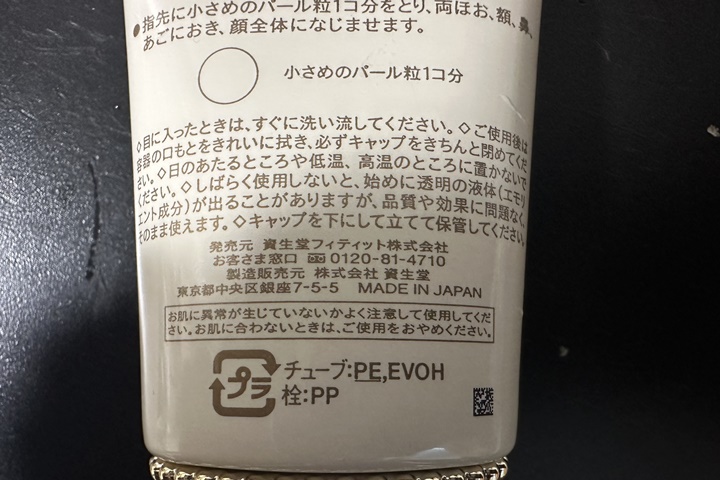 ●指先に小さめのパール粒1コ分をとり、両ほお、額、鼻、
あごにおき、顔全体になじませます。
小さめのパール粒1コ分
◇目に入ったときは、すぐに洗い流してください。◇ご使用後は
容器の口もとをきれいに拭き、必ずキャップをきちんと閉めてくだ
さい。◇日のあたるところや低温、高温のところに置かないで
ください。◇しばらく使用しないと、始めに透明の液体(エモリ
エント成分)が出ることがありますが、品質や効果に問題なく、
そのまま使えます。◇キャップを下にして立てて保管してください。
発売元 資生堂フィティット株式会社
お客さま窓口 0120-81-4710
製造販売元 株式会社 資生堂
東京都中央区銀座7-5-5 MADE IN JAPAN
お肌に異常が生じていないかよく注意して使用してくだ
さい。お肌に合わないときは、ご使用をおやめください。
プラ チューブ:PE,EVOH
栓:PP